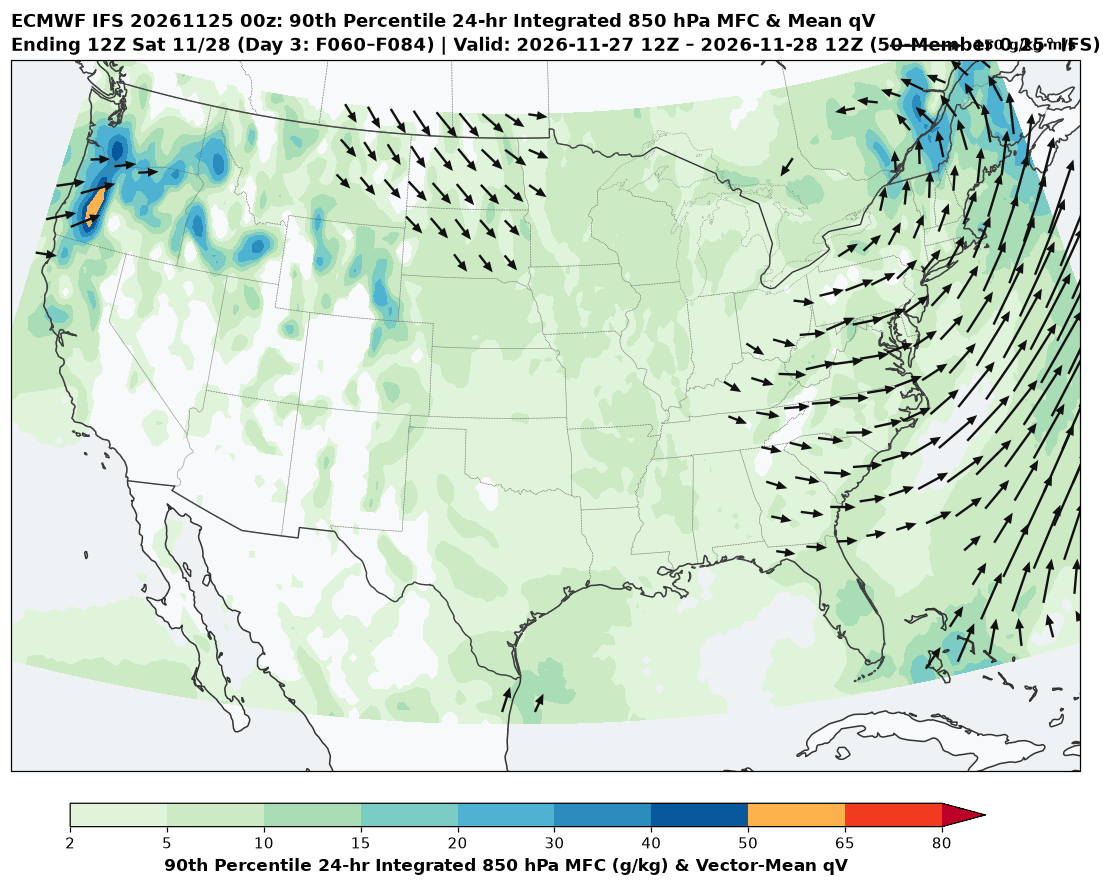 ECMWF IFS 20261125 00z: 90th Percentile 24-hr Integrated 850 hPa MFC & Mean qV
Ending 12Z Sat 11/28 (Day 3: F060–F084) | Valid: 2026-11-27 12Z – 2026-11-28 12Z (50-Member 0.25° IFS)
2 5 10 15 20 30 40 50 65 80
90th Percentile 24-hr Integrated 850 hPa MFC (g/kg) & Vector-Mean qV